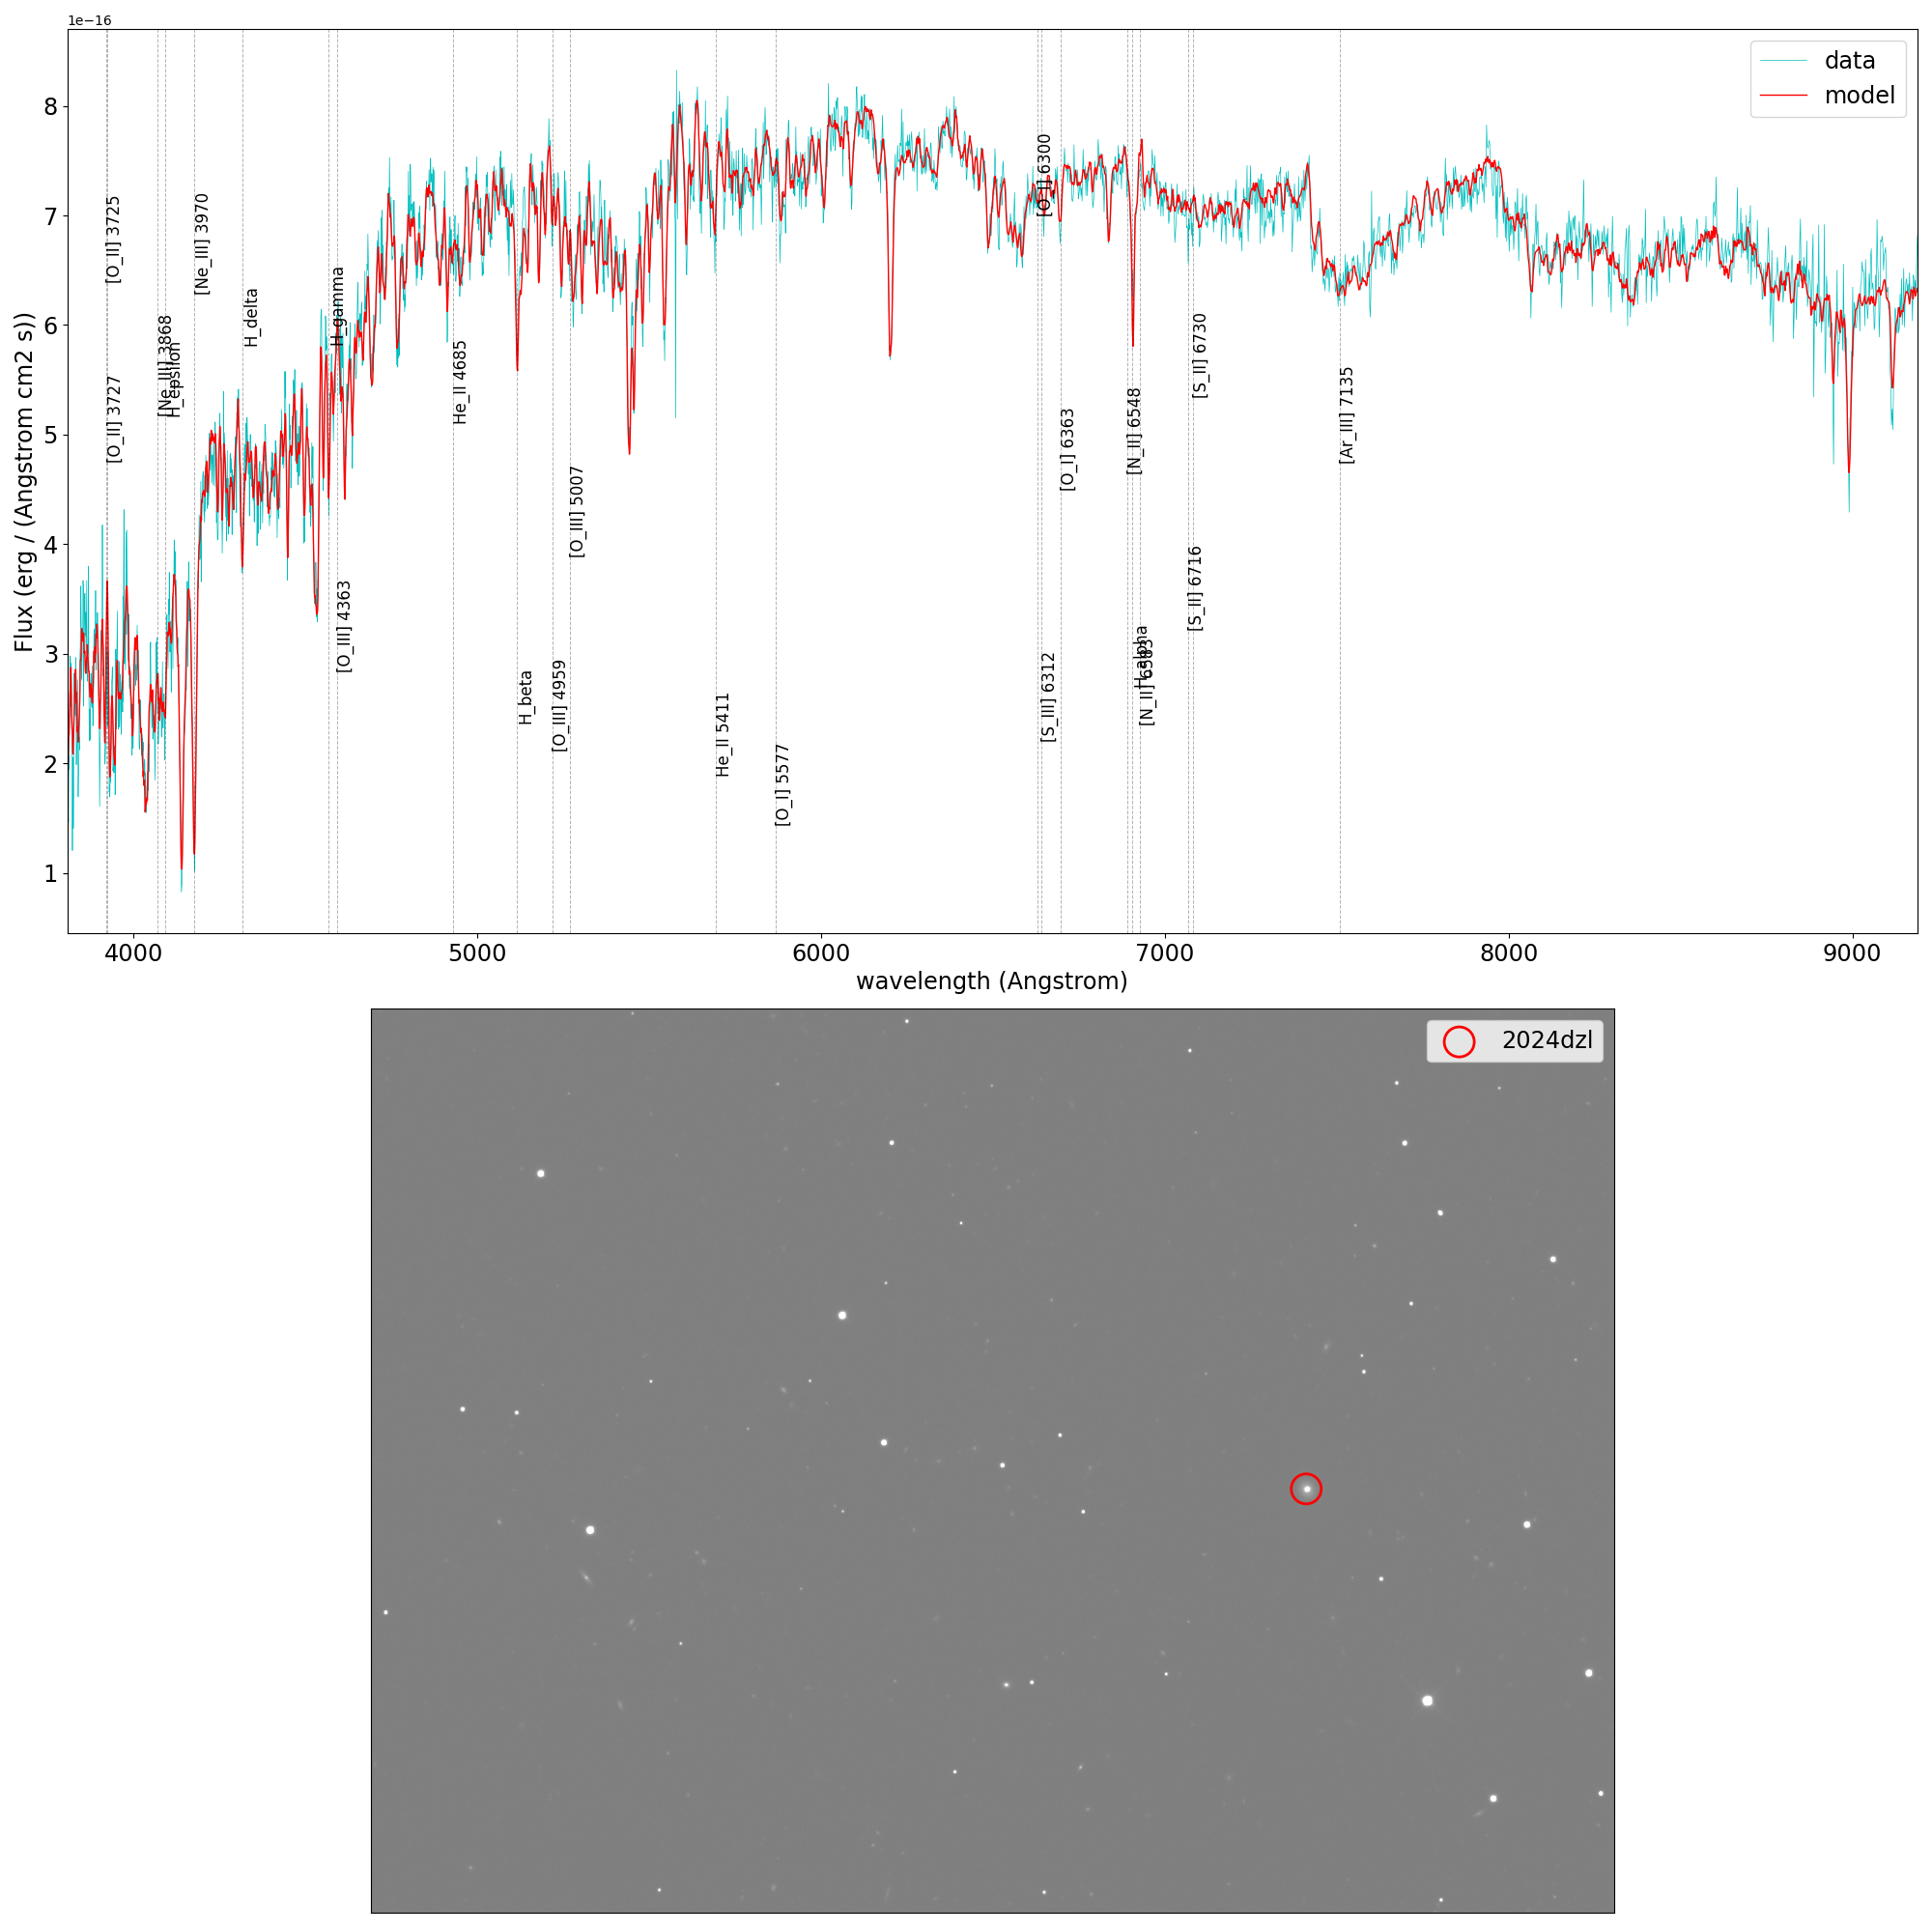 1e−16
data
model
[O_II] 3725
[O_II] 3727
[Ne_III] 3868
H_epsilon
[Ne_III] 3970
H_delta
H_gamma
[O_III] 4363
He_II 4685
H_beta
[O_III] 4959
[O_III] 5007
He_II 5411
[O_I] 5577
[O_I] 6300
[S_III] 6312
[O_I] 6363
[N_II] 6548
H_alpha
[N_II] 6583
[S_II] 6716
[S_II] 6730
[Ar_III] 7135
Flux (erg / (Angstrom cm2 s))
8
7
6
5
4
3
2
1
4000 5000 6000 7000 8000 9000
wavelength (Angstrom)
2024dzl